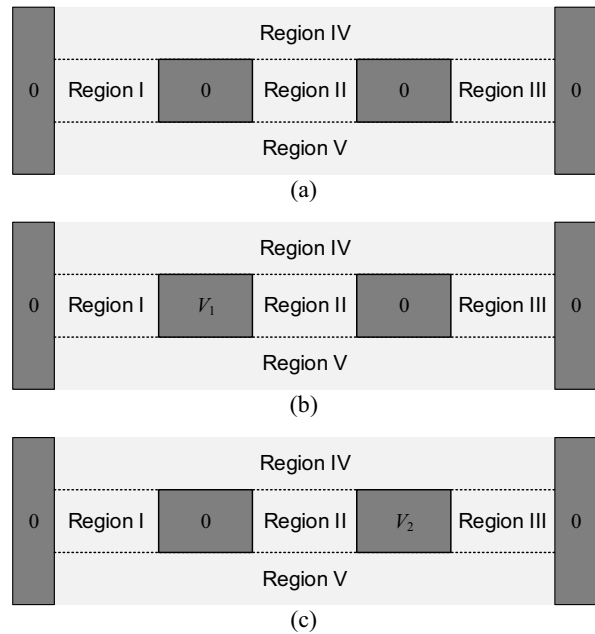 Region IV
0 Region I 0 Region II 0 Region III 0
Region V
(a)
Region IV
0 Region I V₁ Region II 0 Region III 0
Region V
(b)
Region IV
0 Region I 0 Region II V₂ Region III 0
Region V
(c)